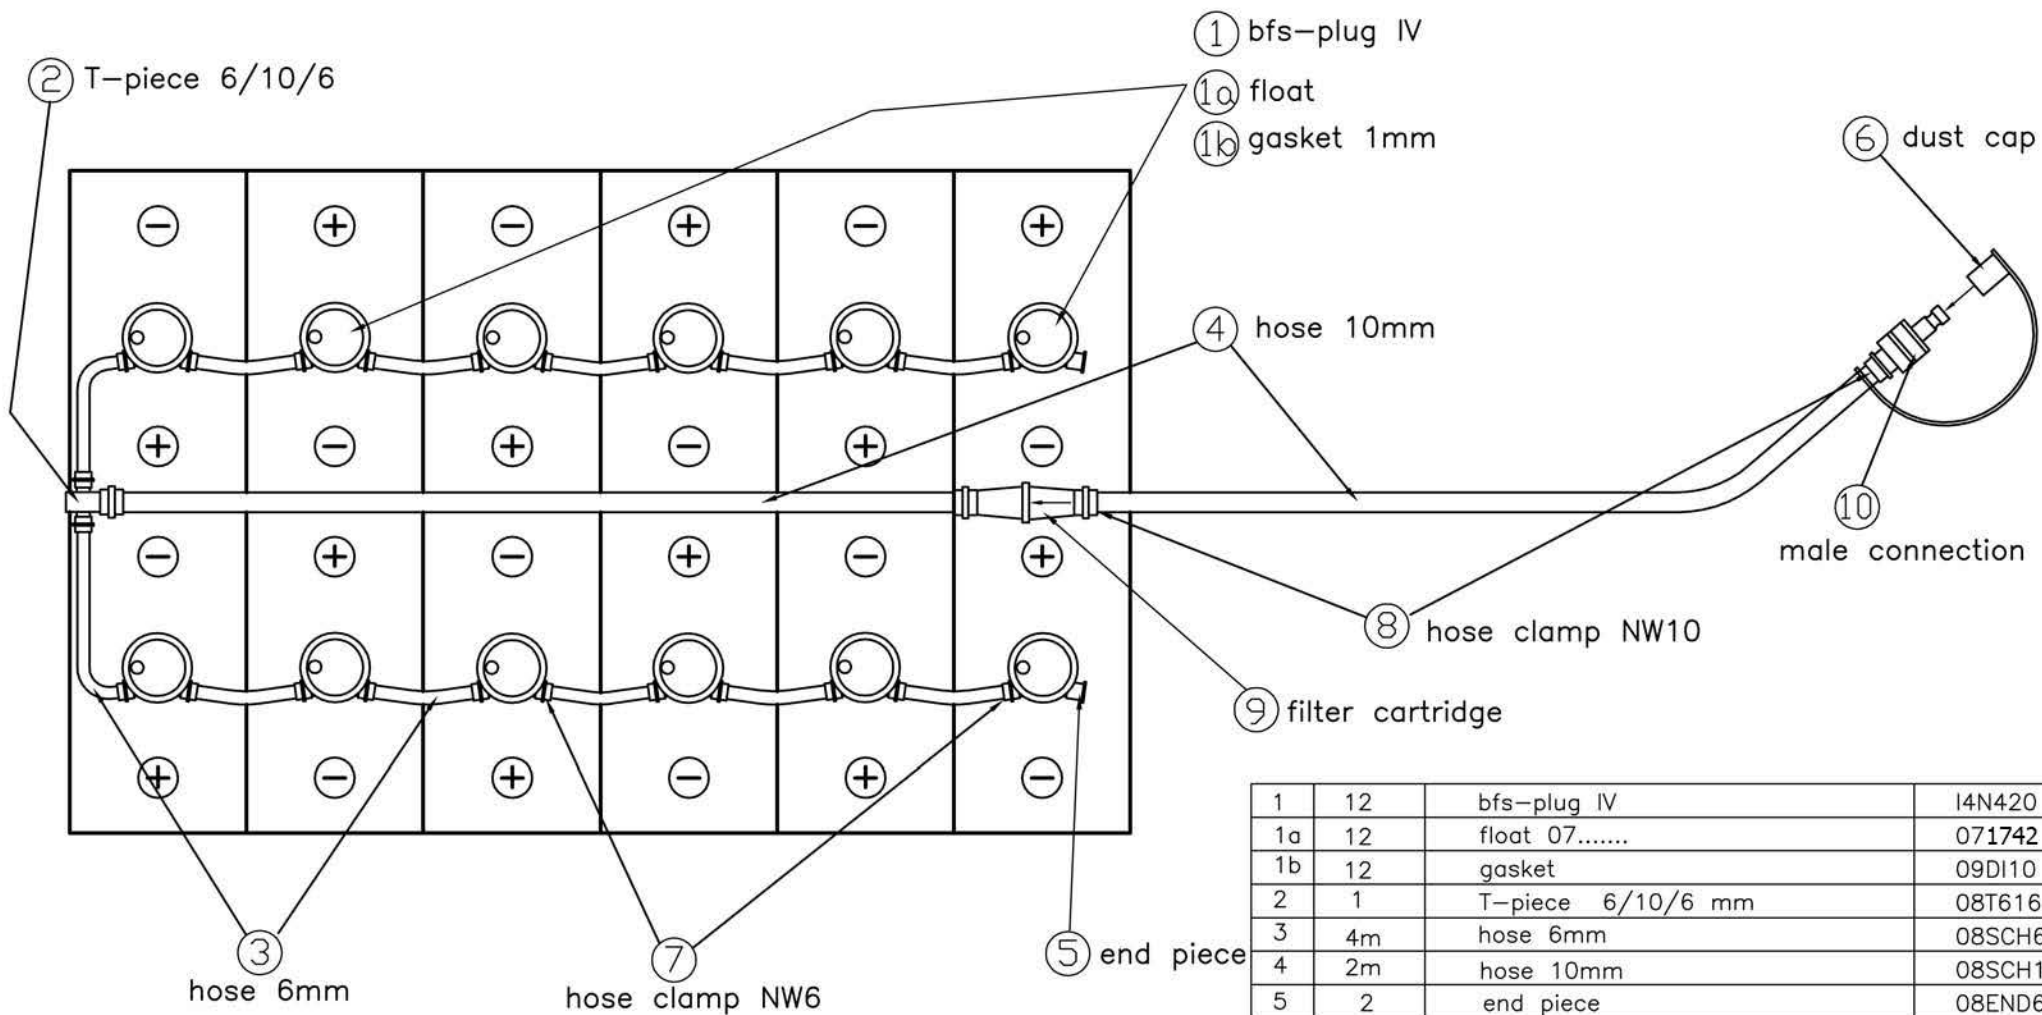 1 bfs-plug IV
2 T-piece 6/10/6
1a float
1b gasket 1mm
6 dust cap
4 hose 10mm
10
male connection
8 hose clamp NW10
9 filter cartridge
3
hose 6mm
7
hose clamp NW6
5 end piece
1 12 bfs-plug IV I4N420
1a 12 float 07....... 071742
1b 12 gasket 09DI10
2 1 T-piece 6/10/6 mm 08T616
3 4m hose 6mm 08SCH6
4 2m hose 10mm 08SCH1
5 2 end piece 08END6